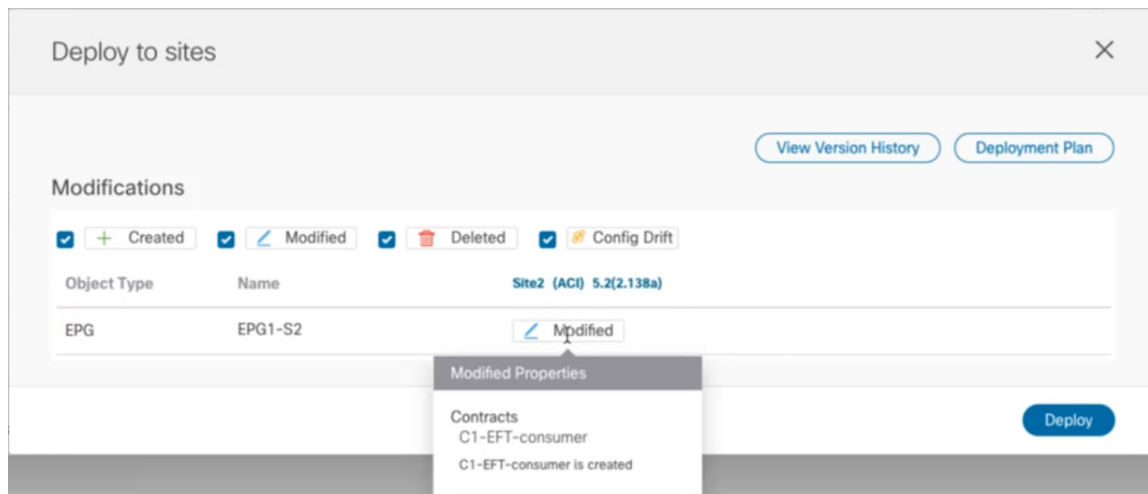 Deploy to sites
View Version History
Deployment Plan
Modifications
Created
Modified
Deleted
Config Drift
Object Type Name Site2 (ACI) 5.2(2.138a)
EPG EPG1-S2 Modified
Modified Properties
Contracts
C1-EFT-consumer
C1-EFT-consumer is created
Deploy